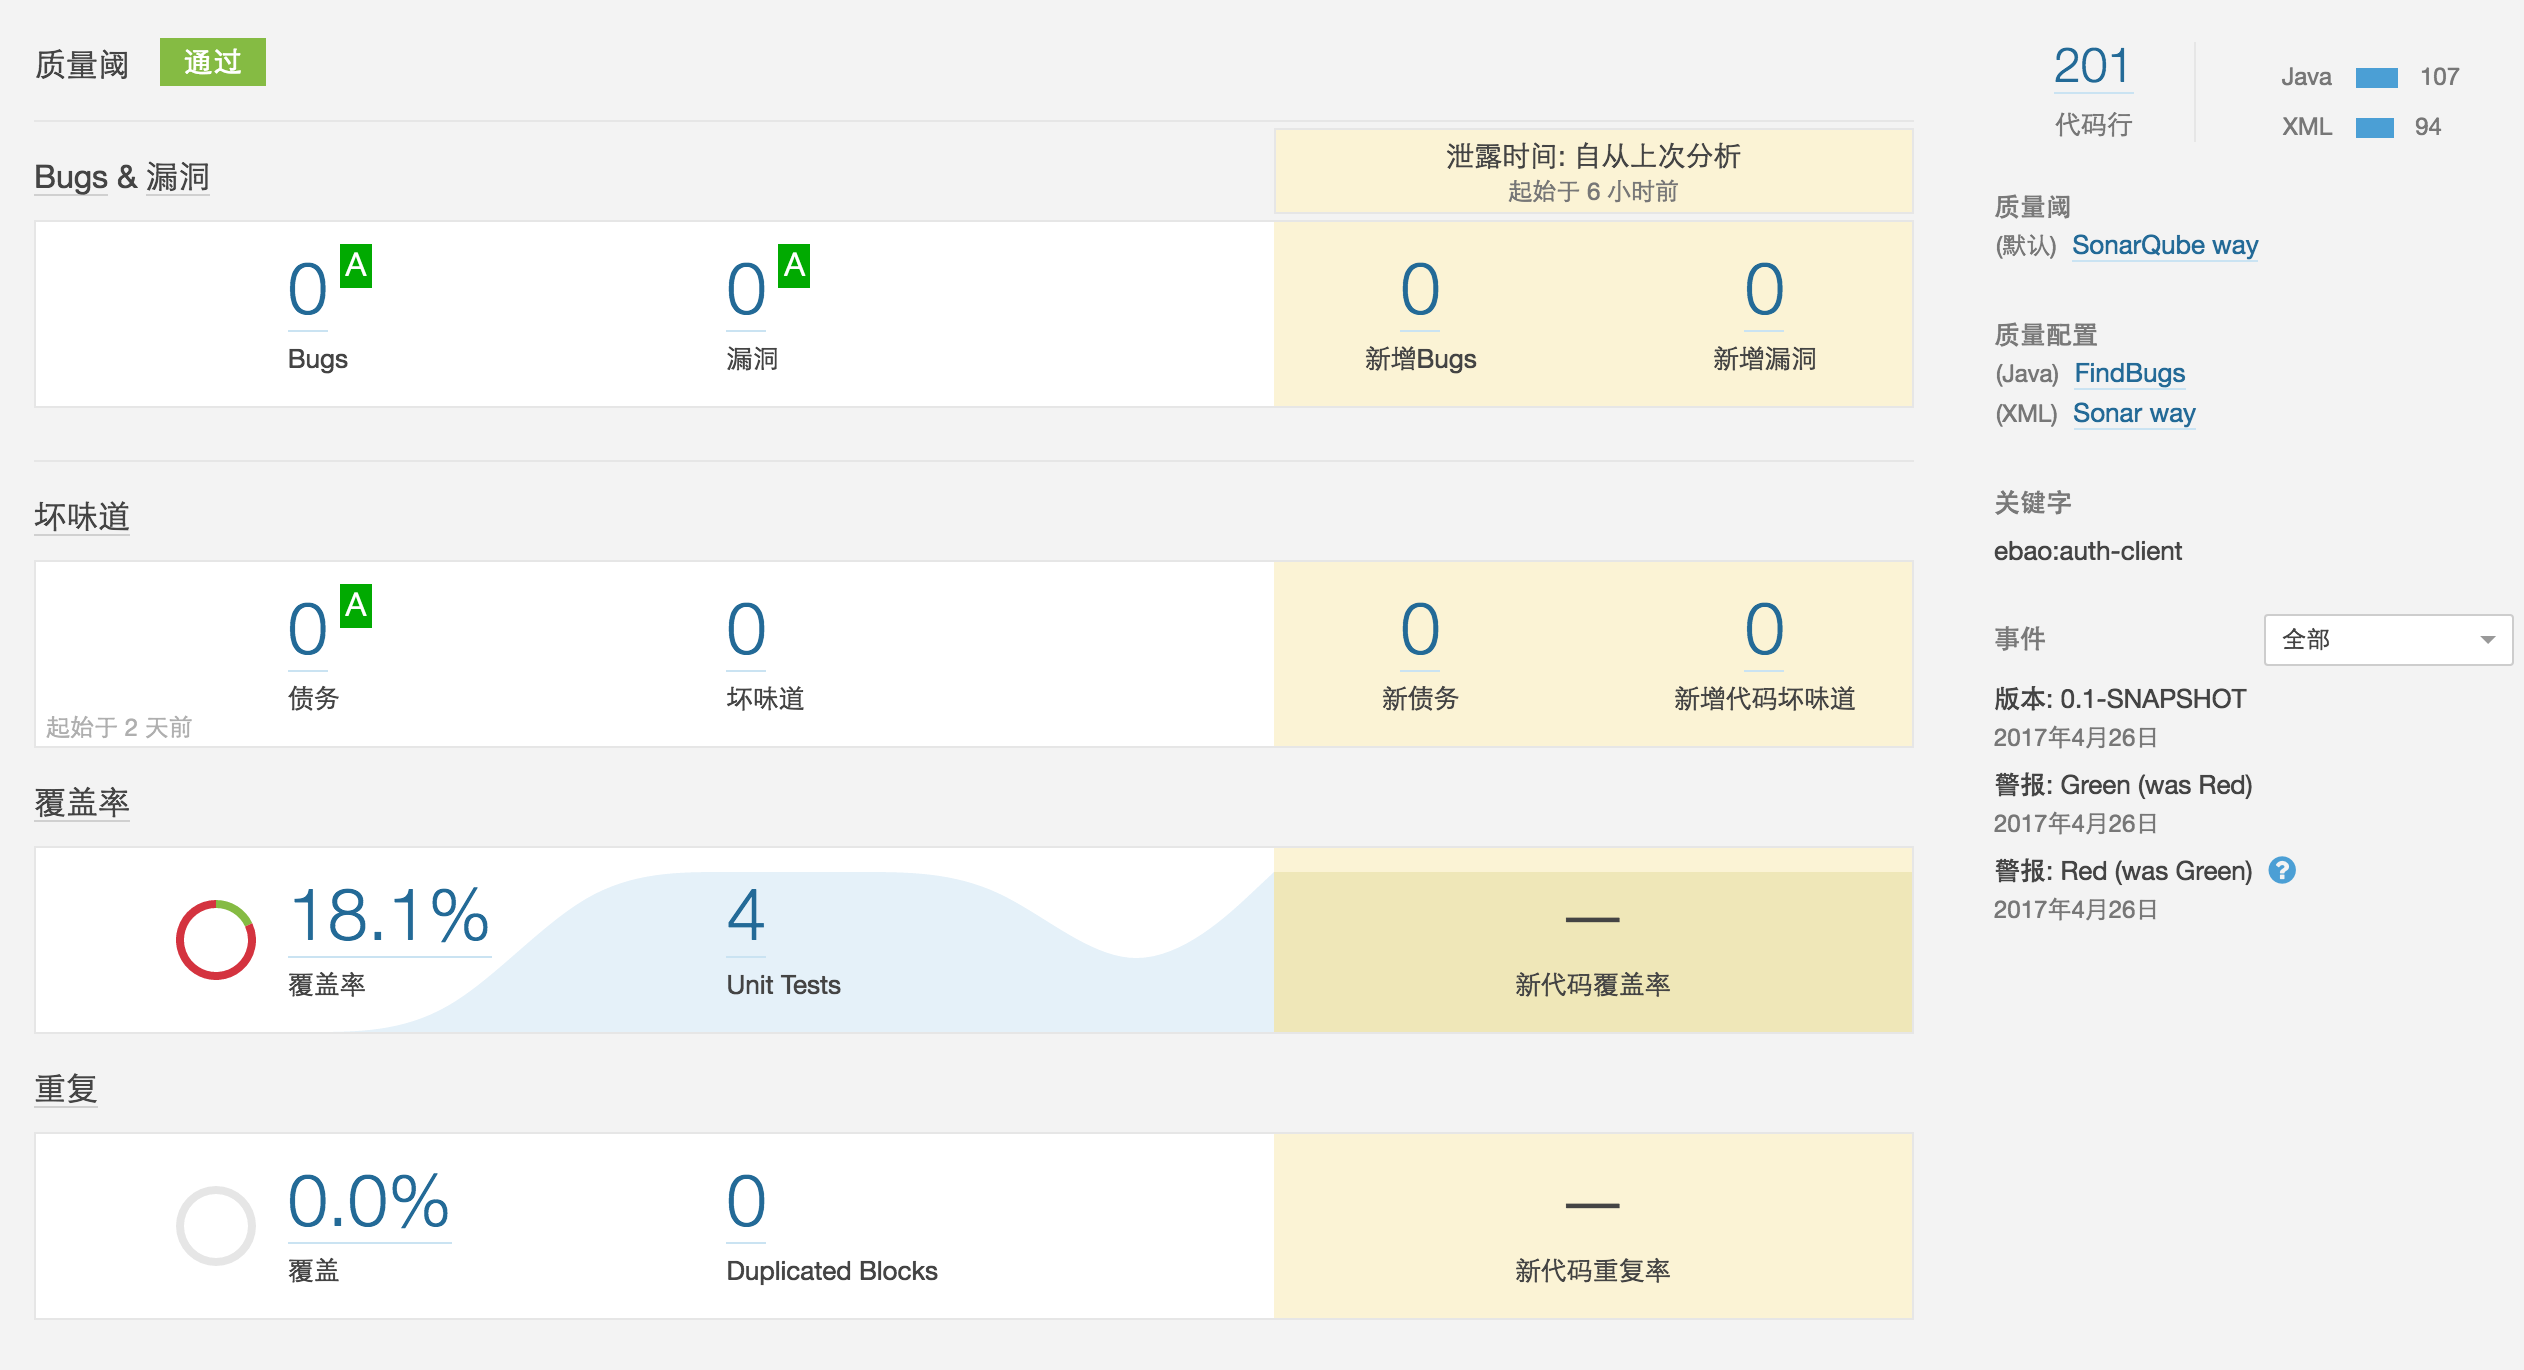 质量阈 通过
Bugs & 漏洞
泄露时间: 自从上次分析
起始于 6 小时前
0 A
Bugs
0 A
漏洞
0
新增Bugs
0
新增漏洞
坏味道
0 A
债务
起始于 2 天前
0
坏味道
0
新债务
0
新增代码坏味道
覆盖率
18.1%
覆盖率
4
Unit Tests
—
新代码覆盖率
重复
0.0%
覆盖
0
Duplicated Blocks
—
新代码重复率
201
代码行
Java 107
XML 94
质量阈
(默认) SonarQube way
质量配置
(Java) FindBugs
(XML) Sonar way
关键字
ebao:auth-client
事件 全部
版本: 0.1-SNAPSHOT
2017年4月26日
警报: Green (was Red)
2017年4月26日
警报: Red (was Green) ?
2017年4月26日